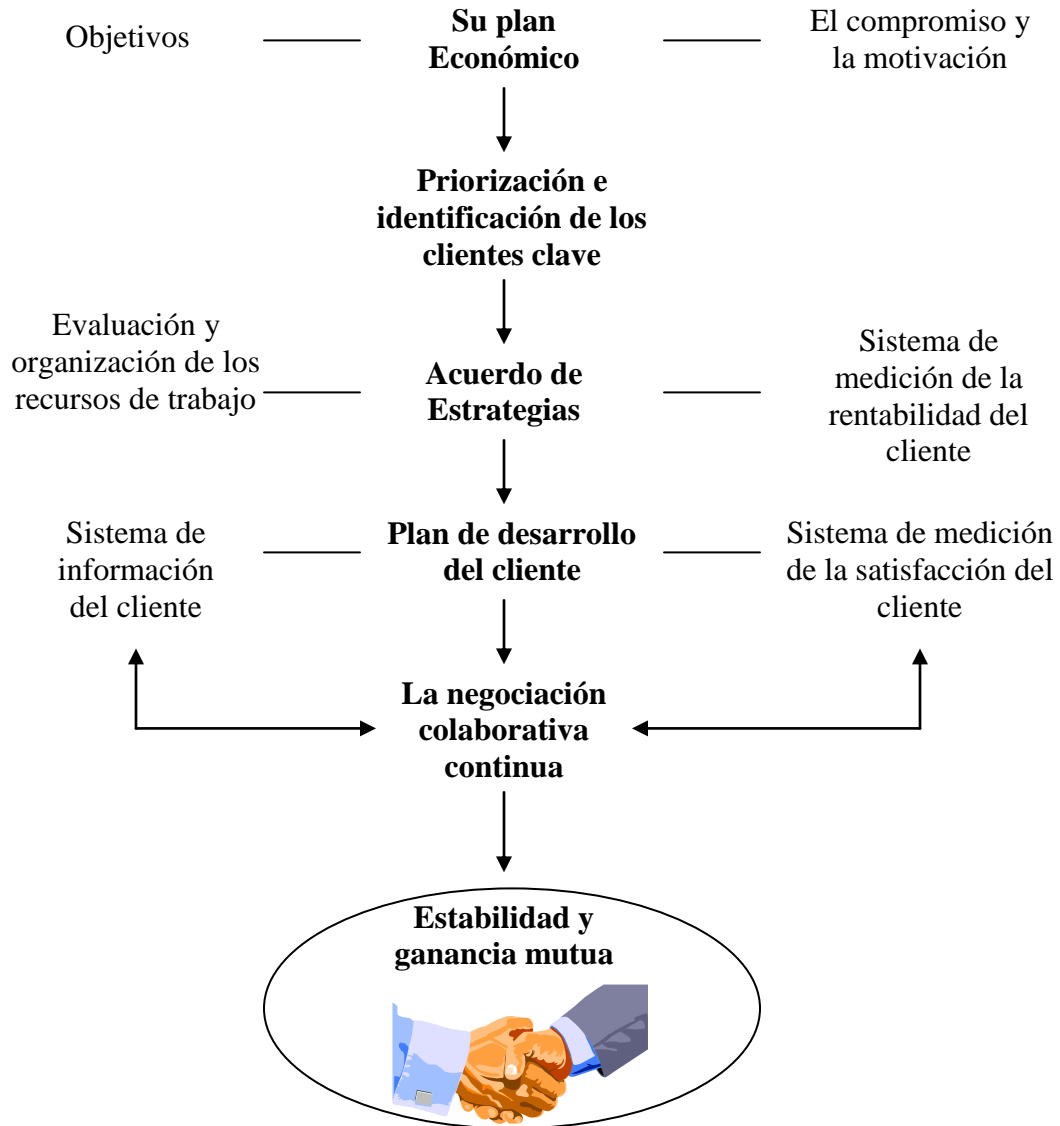 Objetivos
Su plan
Económico
El compromiso y
la motivación
Priorización e
identificación de los
clientes clave
Evaluación y
organización de los
recursos de trabajo
Acuerdo de
Estrategias
Sistema de
medición de la
rentabilidad del
cliente
Sistema de
información
del cliente
Plan de desarrollo
del cliente
Sistema de medición
de la satisfacción del
cliente
La negociación
colaborativa
continua
Estabilidad y
ganancia mutua